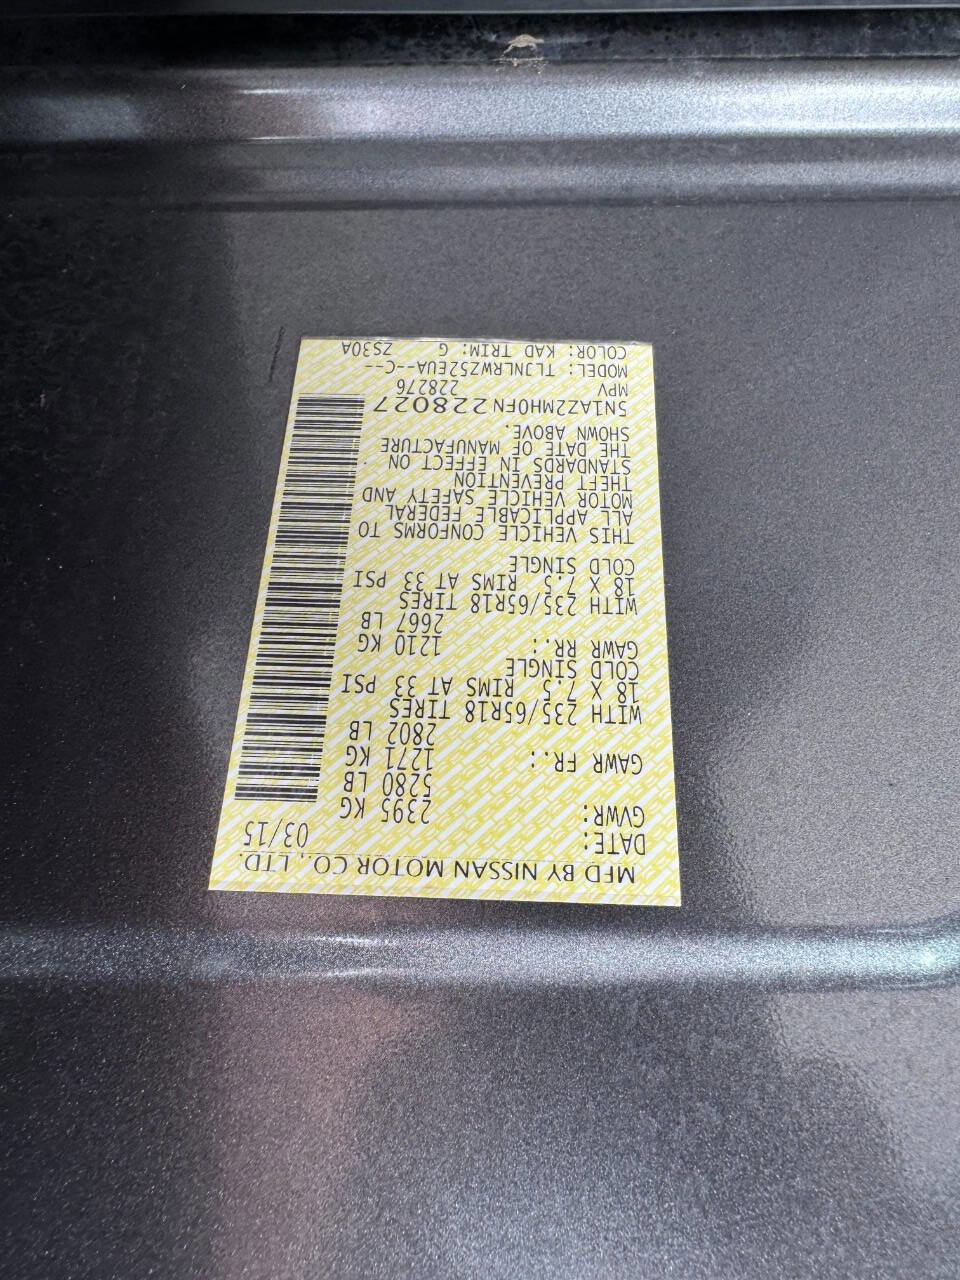 MFD BY NISSAN MOTOR CO., LTD.
DATE: 03/15
GVWR: 2395 KG
5280 LB
GAWR FR.: 1271 KG
2802 LB
WITH 235/65R18 TIRES
18 X 7.5 RIMS AT 33 PSI
COLD SINGLE
GAWR RR.: 1210 KG
2667 LB
WITH 235/65R18 TIRES
18 X 7.5 RIMS AT 33 PSI
COLD SINGLE
THIS VEHICLE CONFORMS TO
ALL APPLICABLE FEDERAL
MOTOR VEHICLE SAFETY AND
THEFT PREVENTION
STANDARDS IN EFFECT ON
THE DATE OF MANUFACTURE
SHOWN ABOVE.
5N1AZ2MH0FN228027
MPV 228276
MODEL: TLJNLRWZ52EUA--C--
COLOR: KAD TRIM: G ZS30A